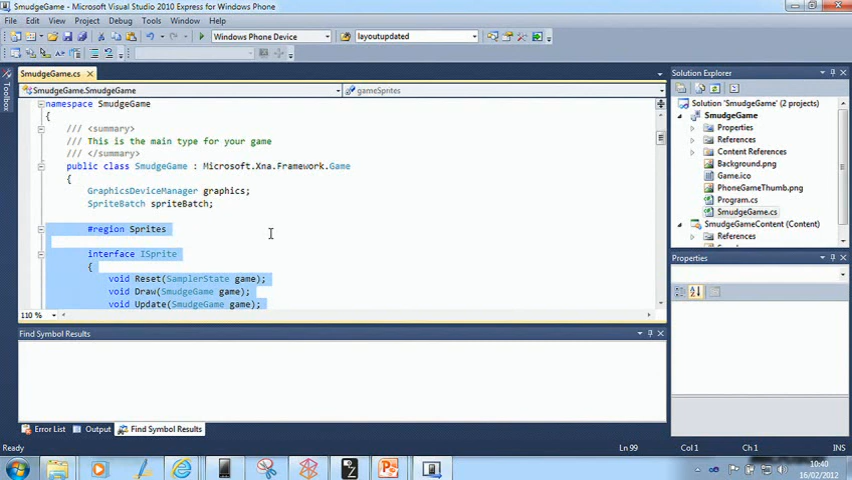 SmudgeGame - Microsoft Visual Studio 2010 Express for Windows Phone
File Edit View Project Debug Tools Window Help
Windows Phone Device layoutupdated
SmudgeGame.cs
SmudgeGame.SmudgeGame gameSprites
namespace SmudgeGame
{
/// <summary>
/// This is the main type for your game
/// </summary>
public class SmudgeGame : Microsoft.Xna.Framework.Game
{
GraphicsDeviceManager graphics;
SpriteBatch spriteBatch;
#region Sprites
interface ISprite
{
void Reset(SamplerState game);
void Draw(SmudgeGame game);
void Update(SmudgeGame game);
110 %
Toolbox
Solution Explorer
Solution 'SmudgeGame' (2 projects)
SmudgeGame
Properties
References
Content References
Background.png
Game.ico
PhoneGameThumb.png
Program.cs
SmudgeGame.cs
SmudgeGameContent (Content)
References
Properties
Find Symbol Results
Error List Output Find Symbol Results
Ready Ln 99 Col 1 Ch 1 INS
10:40
16/02/2012